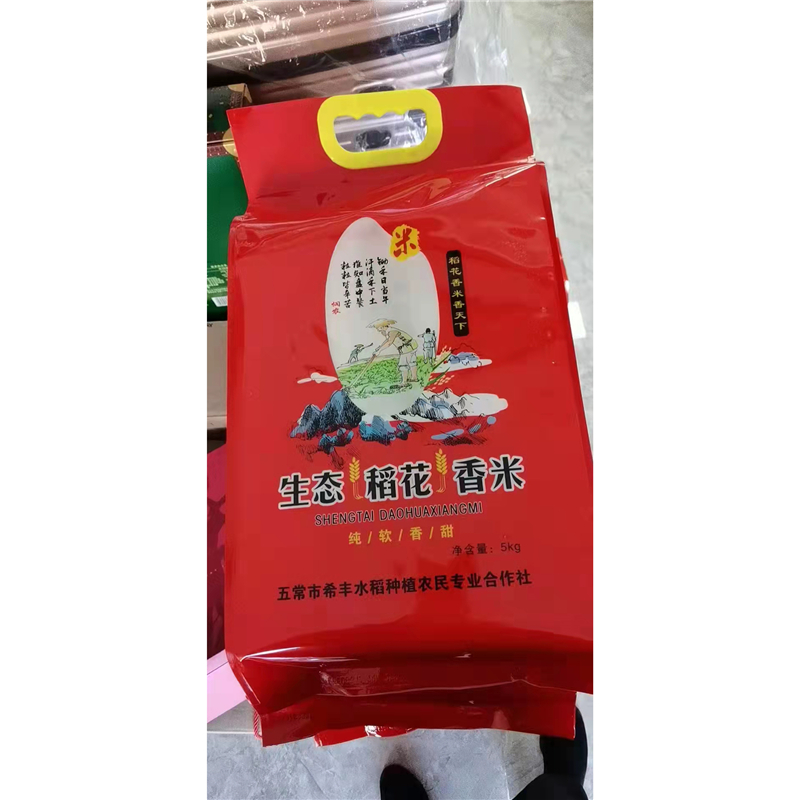 米
稻花香米香天下
锄禾日当午
汗滴禾下土
谁知盘中餐
粒粒皆辛苦
生态稻花香米
SHENGTAI DAOHUAXIANGMI
纯/软/香/甜
净含量：5kg
五常市希丰水稻种植农民专业合作社